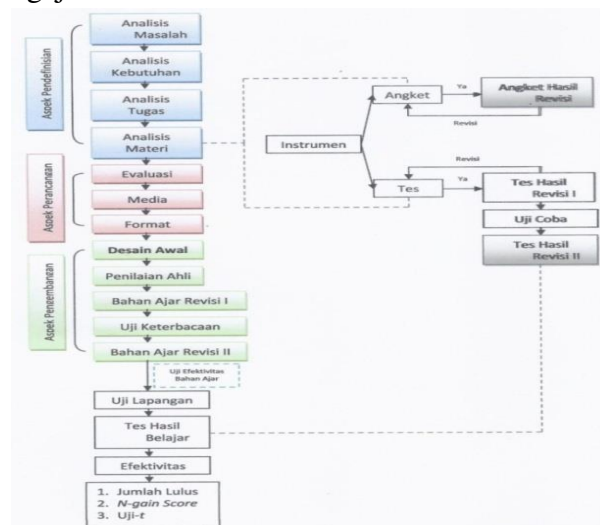 Analisis
Masalah
Analisis
Kebutuhan
Analisis
Tugas
Analisis
Materi
Aspek Pendefinisian
Evaluasi
Media
Format
Aspek Perancangan
Desain Awal
Penilaian Ahli
Bahan Ajar Revisi I
Uji Keterbacaan
Bahan Ajar Revisi II
Aspek Pengembangan
Uji Efektivitas
Bahan Ajar
Uji Lapangan
Tes Hasil
Belajar
Efektivitas
1. Jumlah Lulus
2. N-gain Score
3. Uji-t
Instrumen
Angket
Ya
Revisi
Angket Hasil
Revisi
Revisi
Tes
Ya
Tes Hasil
Revisi I
Uji Coba
Tes Hasil
Revisi II